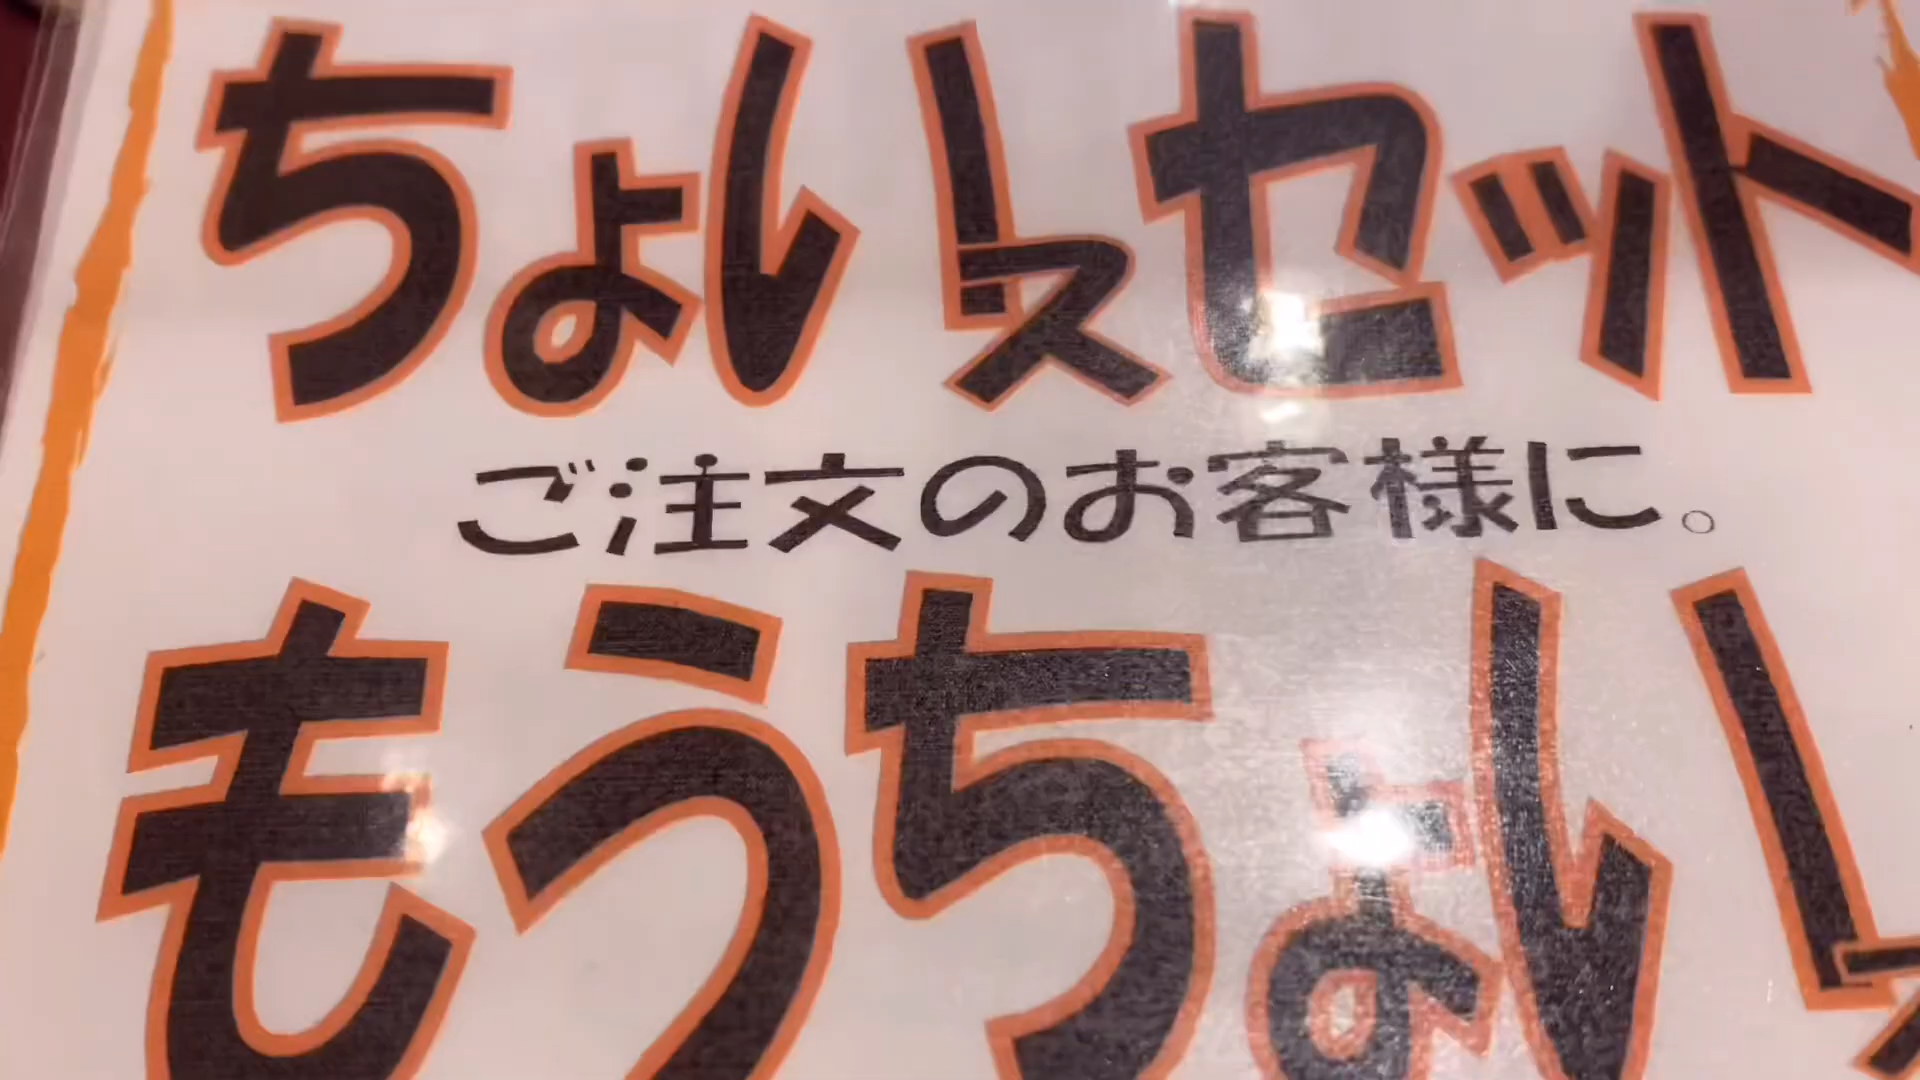 ちょいヌセット
ご注文のお客様に。
もうちょい